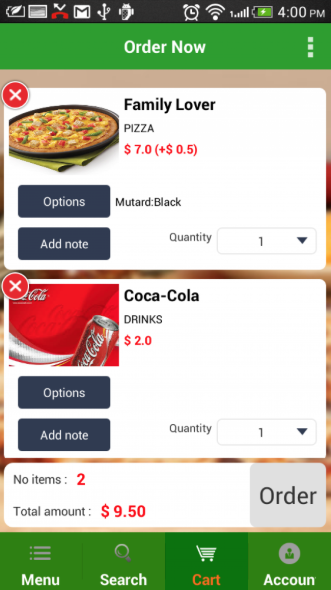 4:00 PM
Order Now
Family Lover
PIZZA
$ 7.0 (+$ 0.5)
Options
Mutard:Black
Add note
Quantity
1
Coca-Cola
Coca-Cola
DRINKS
$ 2.0
Options
Add note
Quantity
1
No items : 2
Total amount : $ 9.50
Order
Menu
Search
Cart
Accoun